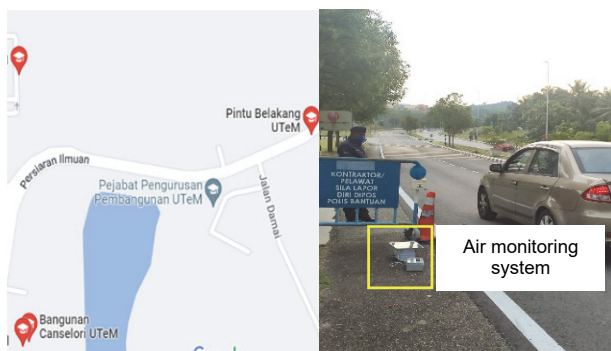 Pintu Belakang
UTeM
Persiaran Ilmuan
Pejabat Pengurusan
Pembangunan UTeM
Jalan Damai
Bangunan
Canselori UTeM
KONTRAKTOR/
PELAWAT
SILA LAPOR
DIRI DIPOS
POLIS BANTUAN
Air monitoring
system